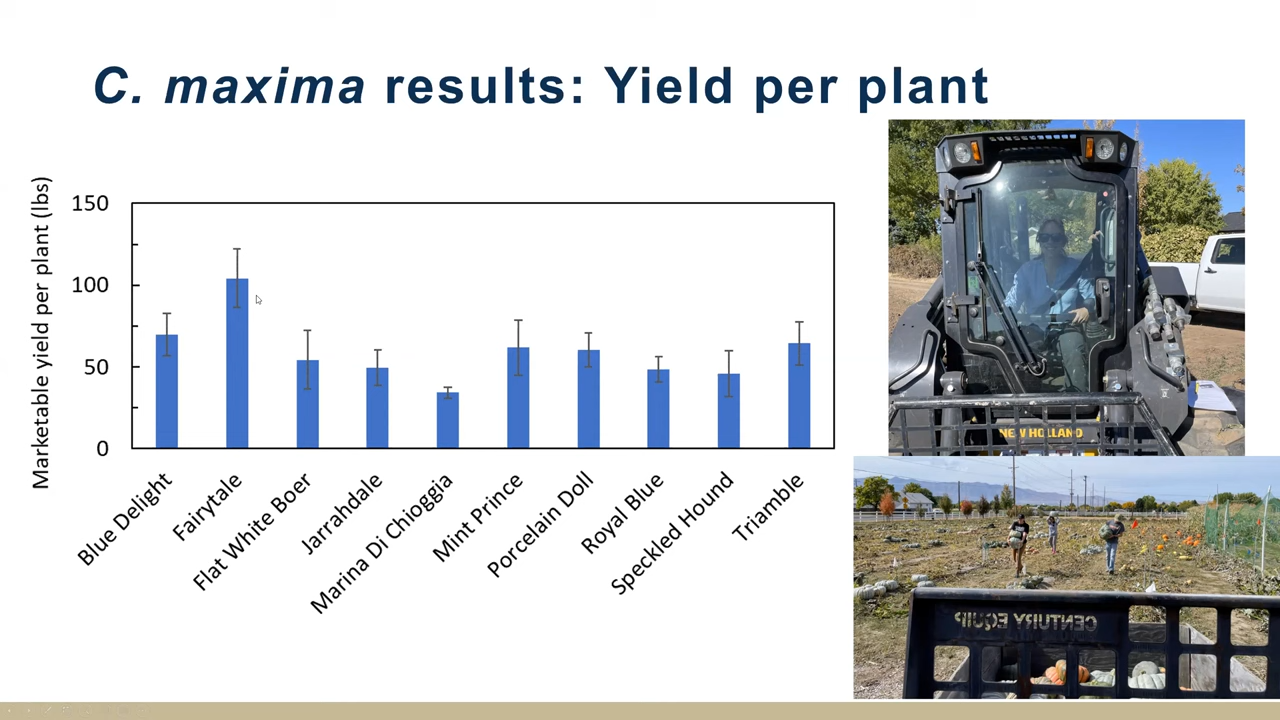 C. maxima results: Yield per plant
Marketable yield per plant (lbs)
150
100
50
0
Blue Delight
Fairytale
Flat White Boer
Jarrahdale
Marina Di Chioggia
Mint Prince
Porcelain Doll
Royal Blue
Speckled Hound
Triamble
NEW HOLLAND
CENTURY EQUIP